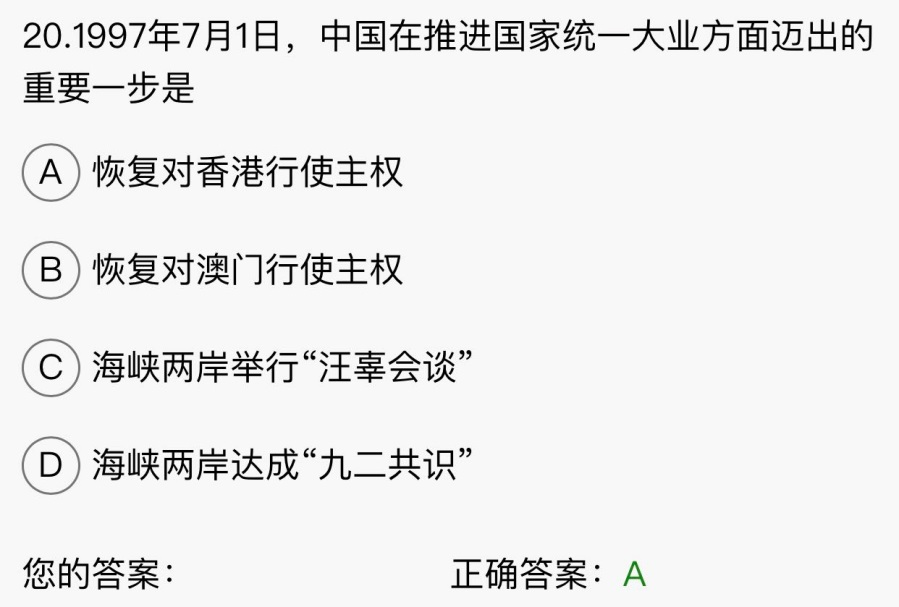 20.1997年7月1日，中国在推进国家统一大业方面迈出的
重要一步是
A 恢复对香港行使主权
B 恢复对澳门行使主权
C 海峡两岸举行“汪辜会谈”
D 海峡两岸达成“九二共识”
您的答案： 正确答案：A